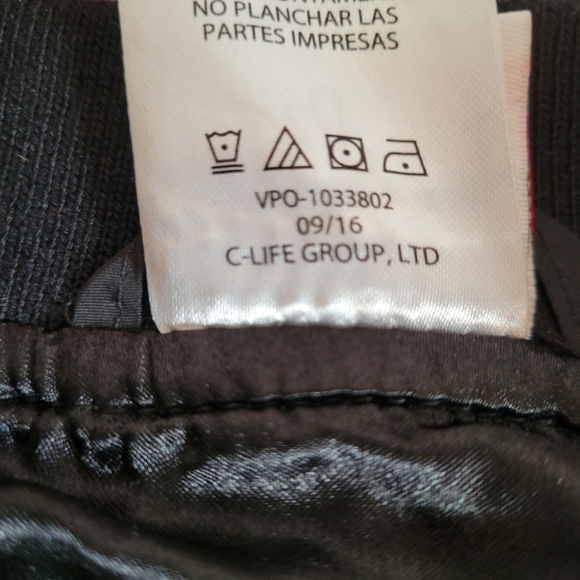 NO PLANCHAR LAS
PARTES IMPRESAS
VPO-1033802
09/16
C-LIFE GROUP, LTD